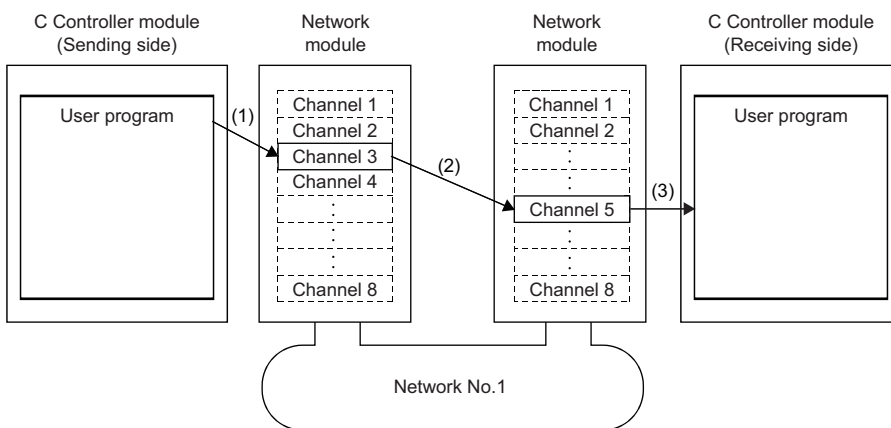 C Controller module
(Sending side)
Network
module
Network
module
C Controller module
(Receiving side)
User program
(1)
Channel 1
Channel 2
Channel 3
Channel 4
:
:
:
Channel 8
(2)
Channel 1
Channel 2
:
:
Channel 5
:
:
Channel 8
(3)
User program
Network No.1